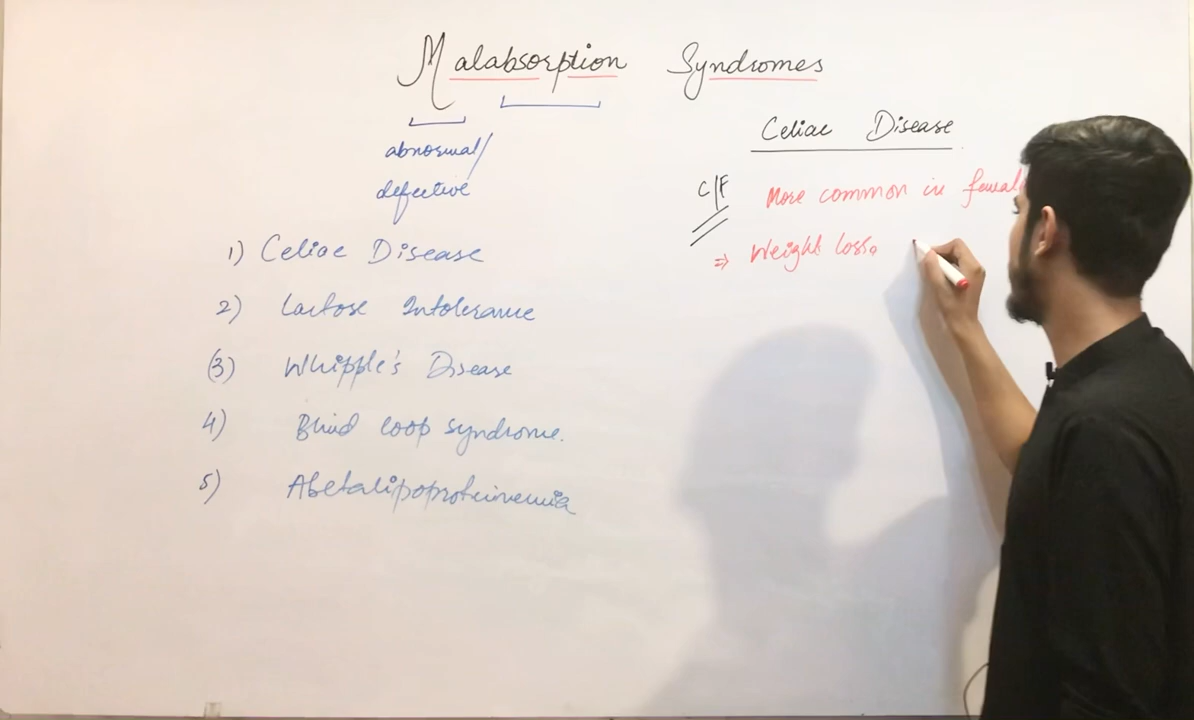 Malabsorption Syndromes
abnormal/
defective
1) Celiac Disease
2) Lactose Intolerance
(3) Whipple's Disease
4) Blind loop syndrome.
5) Abetalipoproteinemia
Celiac Disease
C/F More common in
⇒ Weight loss